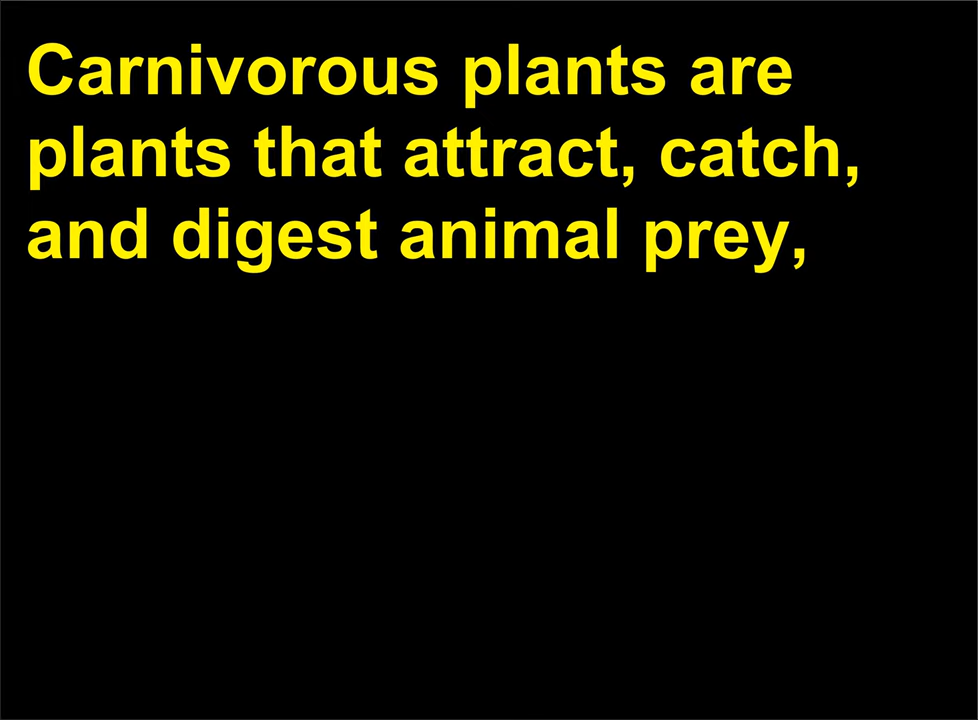 Carnivorous plants are
plants that attract, catch,
and digest animal prey,